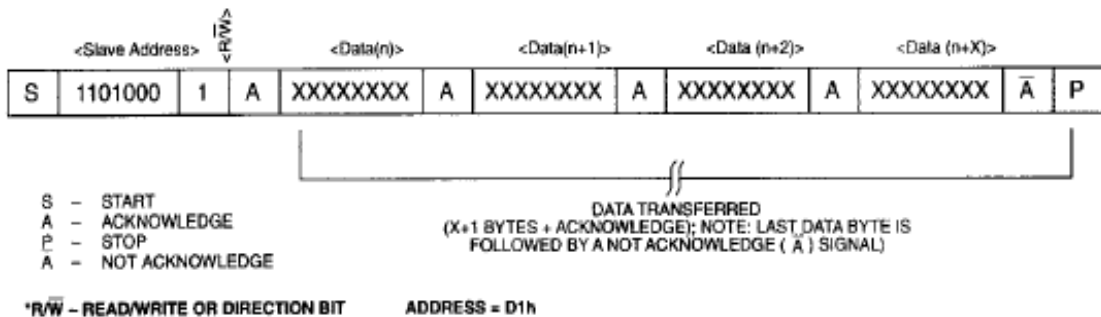 <Slave Address> <R/W̅> <Data(n)> <Data(n+1)> <Data (n+2)> <Data (n+X)>
S 1101000 1 A XXXXXXXX A XXXXXXXX A XXXXXXXX A XXXXXXXX A̅ P
S – START
A – ACKNOWLEDGE
P – STOP
A̅ – NOT ACKNOWLEDGE
DATA TRANSFERRED
(X+1 BYTES + ACKNOWLEDGE); NOTE: LAST DATA BYTE IS
FOLLOWED BY A NOT ACKNOWLEDGE ( A̅ ) SIGNAL)
*R/W̅ – READ/WRITE OR DIRECTION BIT ADDRESS = D1h